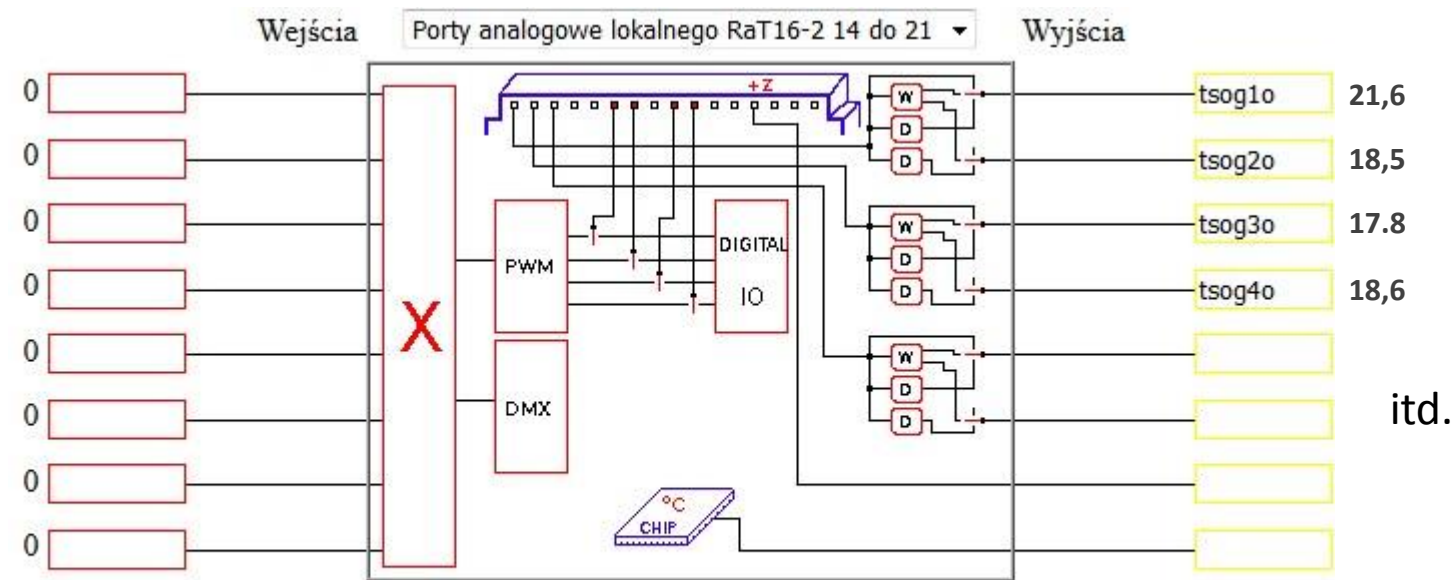 Wejścia Porty analogowe lokalnego RaT16-2 14 do 21 Wyjścia
0 +Z W tsog1o 21,6
D
0 D tsog2o 18,5
0 W tsog3o 17.8
PWM DIGITAL IO D
0 D tsog4o 18,6
X
0 W
D
0 DMX D itd.
0
°C
CHIP
0